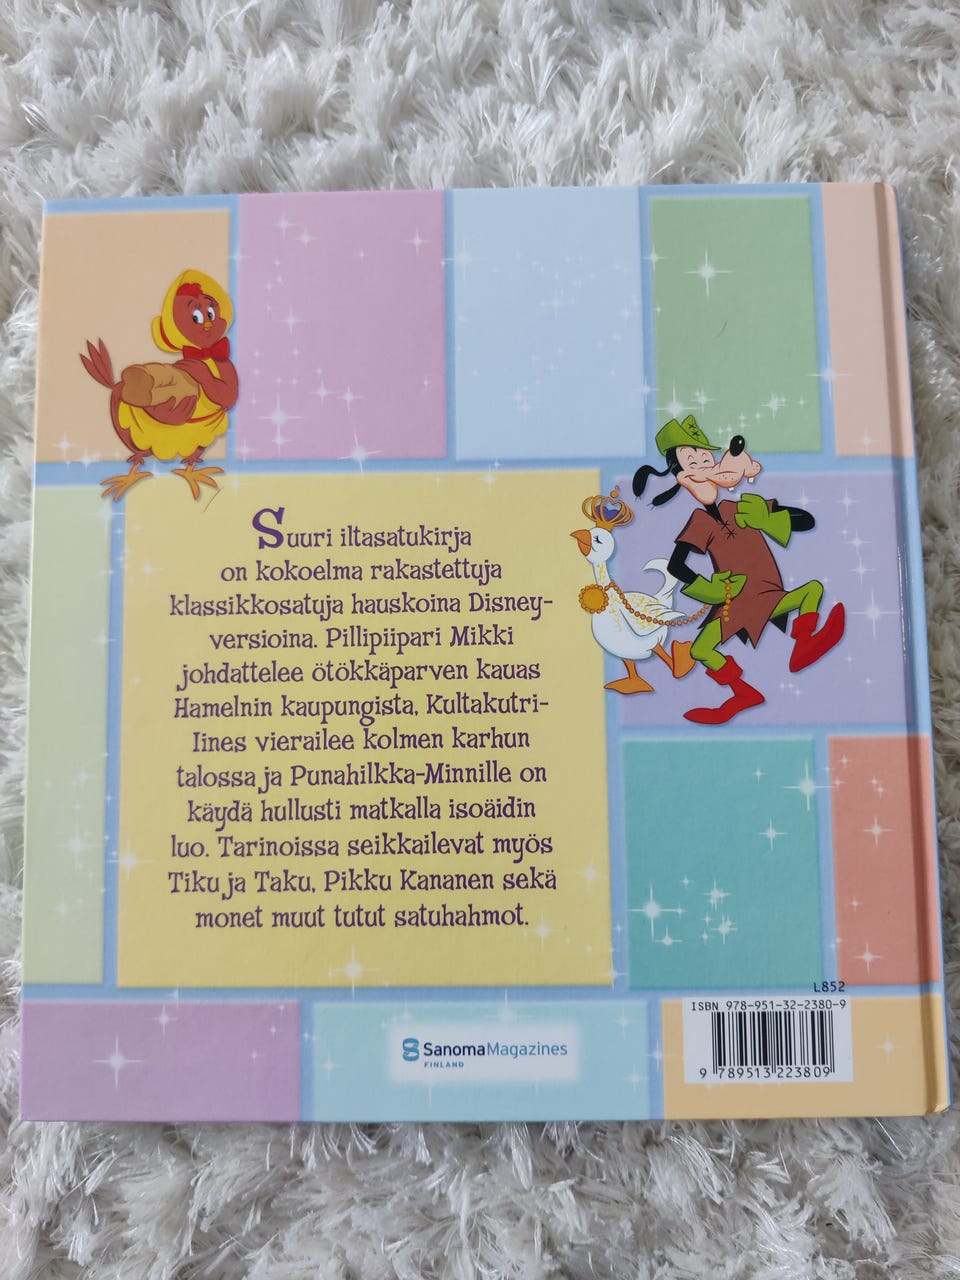 Suuri iltasatukirja
on kokoelma rakastettuja
klassikkosatuja hauskoina Disney-
versioina. Pillipiipari Mikki
johdattelee ötökkäparven kauas
Hamelnin kaupungista, Kultakutri-
Iines vierailee kolmen karhun
talossa ja Punahilkka-Minnille on
käydä hullusti matkalla isoäidin
luo. Tarinoissa seikkailevat myös
Tiku ja Taku, Pikku Kananen sekä
monet muut tutut satuhahmot.
L852
ISBN 978-951-32-2380-9
9 789513 223809
SanomaMagazines
FINLAND